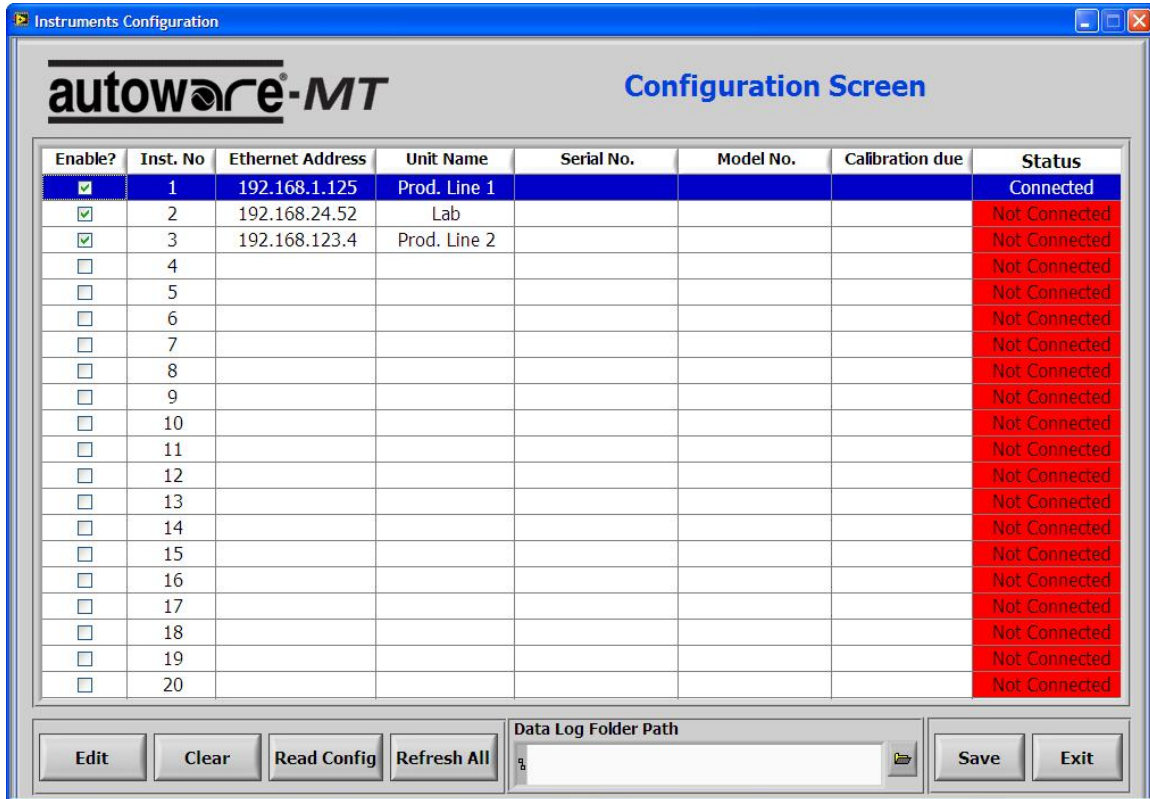 Instruments Configuration
autoware®-MT
Configuration Screen
Enable? Inst. No Ethernet Address Unit Name Serial No. Model No. Calibration due Status
1 192.168.1.125 Prod. Line 1 Connected
2 192.168.24.52 Lab Not Connected
3 192.168.123.4 Prod. Line 2 Not Connected
4 Not Connected
5 Not Connected
6 Not Connected
7 Not Connected
8 Not Connected
9 Not Connected
10 Not Connected
11 Not Connected
12 Not Connected
13 Not Connected
14 Not Connected
15 Not Connected
16 Not Connected
17 Not Connected
18 Not Connected
19 Not Connected
20 Not Connected
Data Log Folder Path
Edit Clear Read Config Refresh All Save Exit